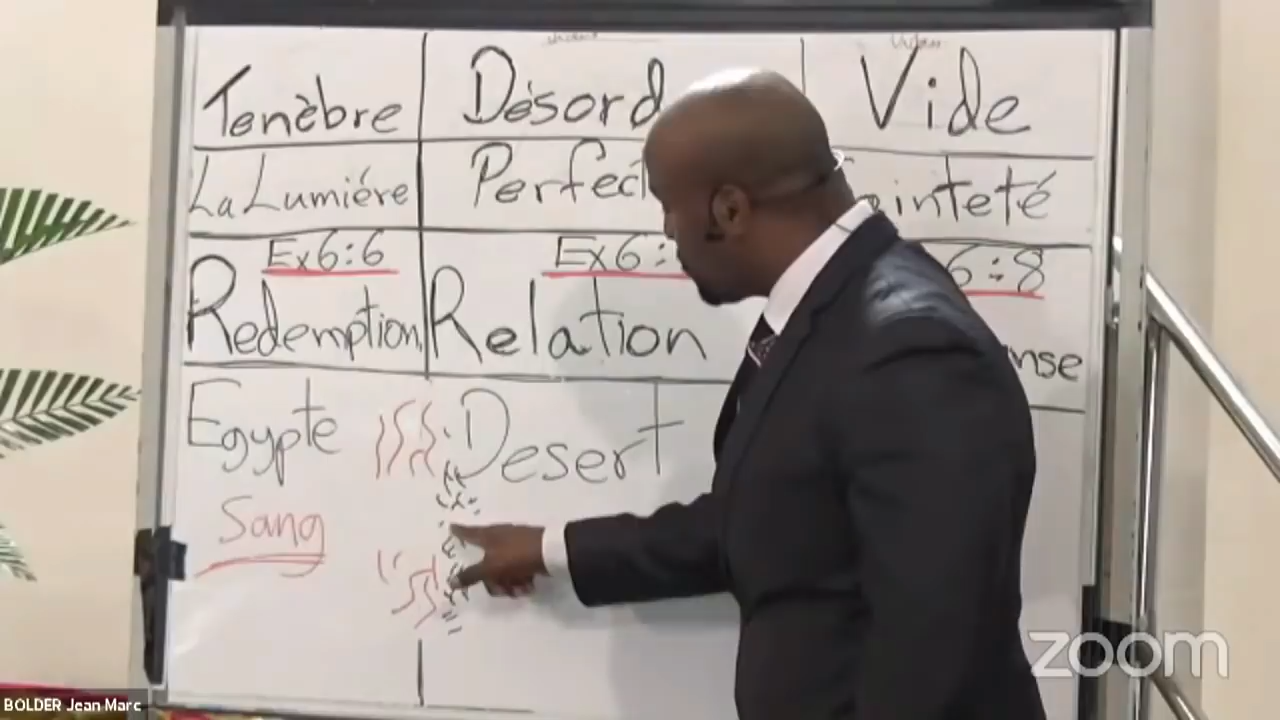 Tenèbre Désord Vide
La Lumiére Perfect inteté
Ex6:6 Ex6: 6:8
Redemption Relation nse
Egypte Desert
Sang
zoom
BOLDER Jean Marc